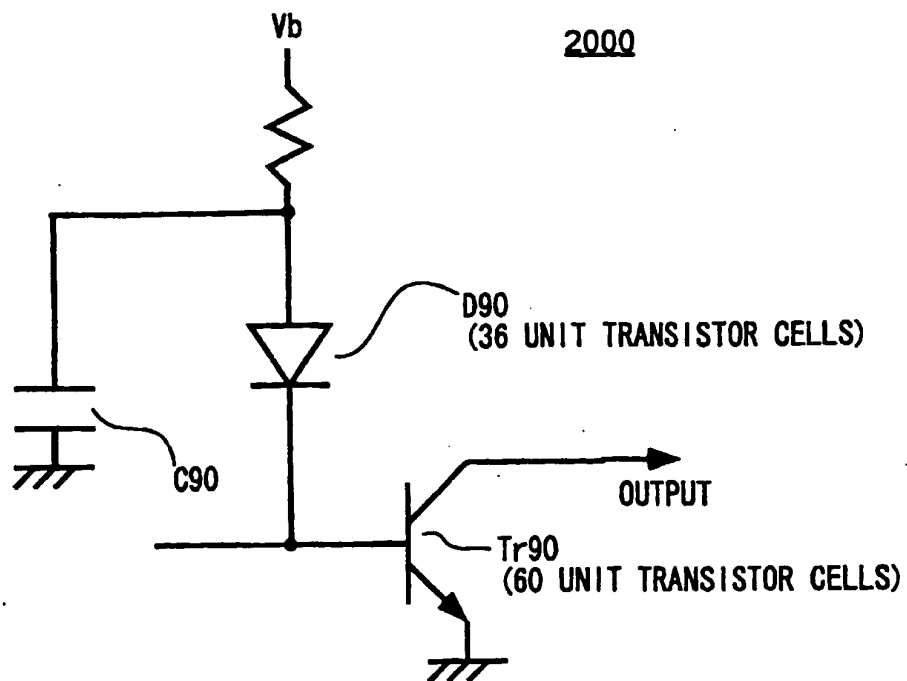 Vb
2000
D90
(36 UNIT TRANSISTOR CELLS)
C90
OUTPUT
Tr90
(60 UNIT TRANSISTOR CELLS)